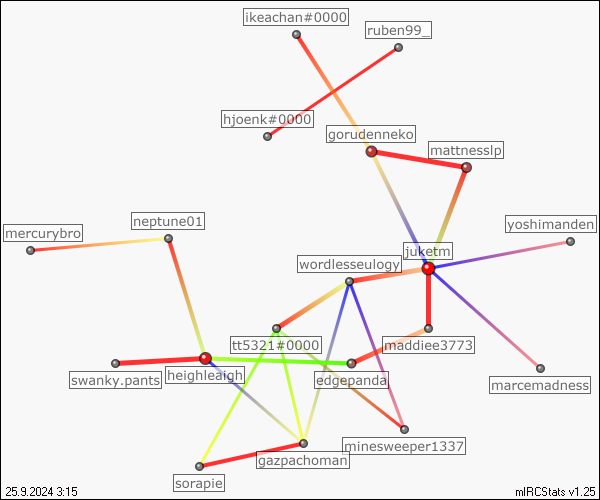 ikeachan#0000
ruben99_
hjoenk#0000
gorudenneko
mattnesslp
neptune01
yoshimanden
mercurybro
juketm
wordlesseulogy
tt5321#0000
maddiee3773
heighleaigh
edgepanda
swanky.pants
marcemadness
minesweeper1337
gazpachoman
sorapie
25.9.2024 3:15
mIRCStats v1.25